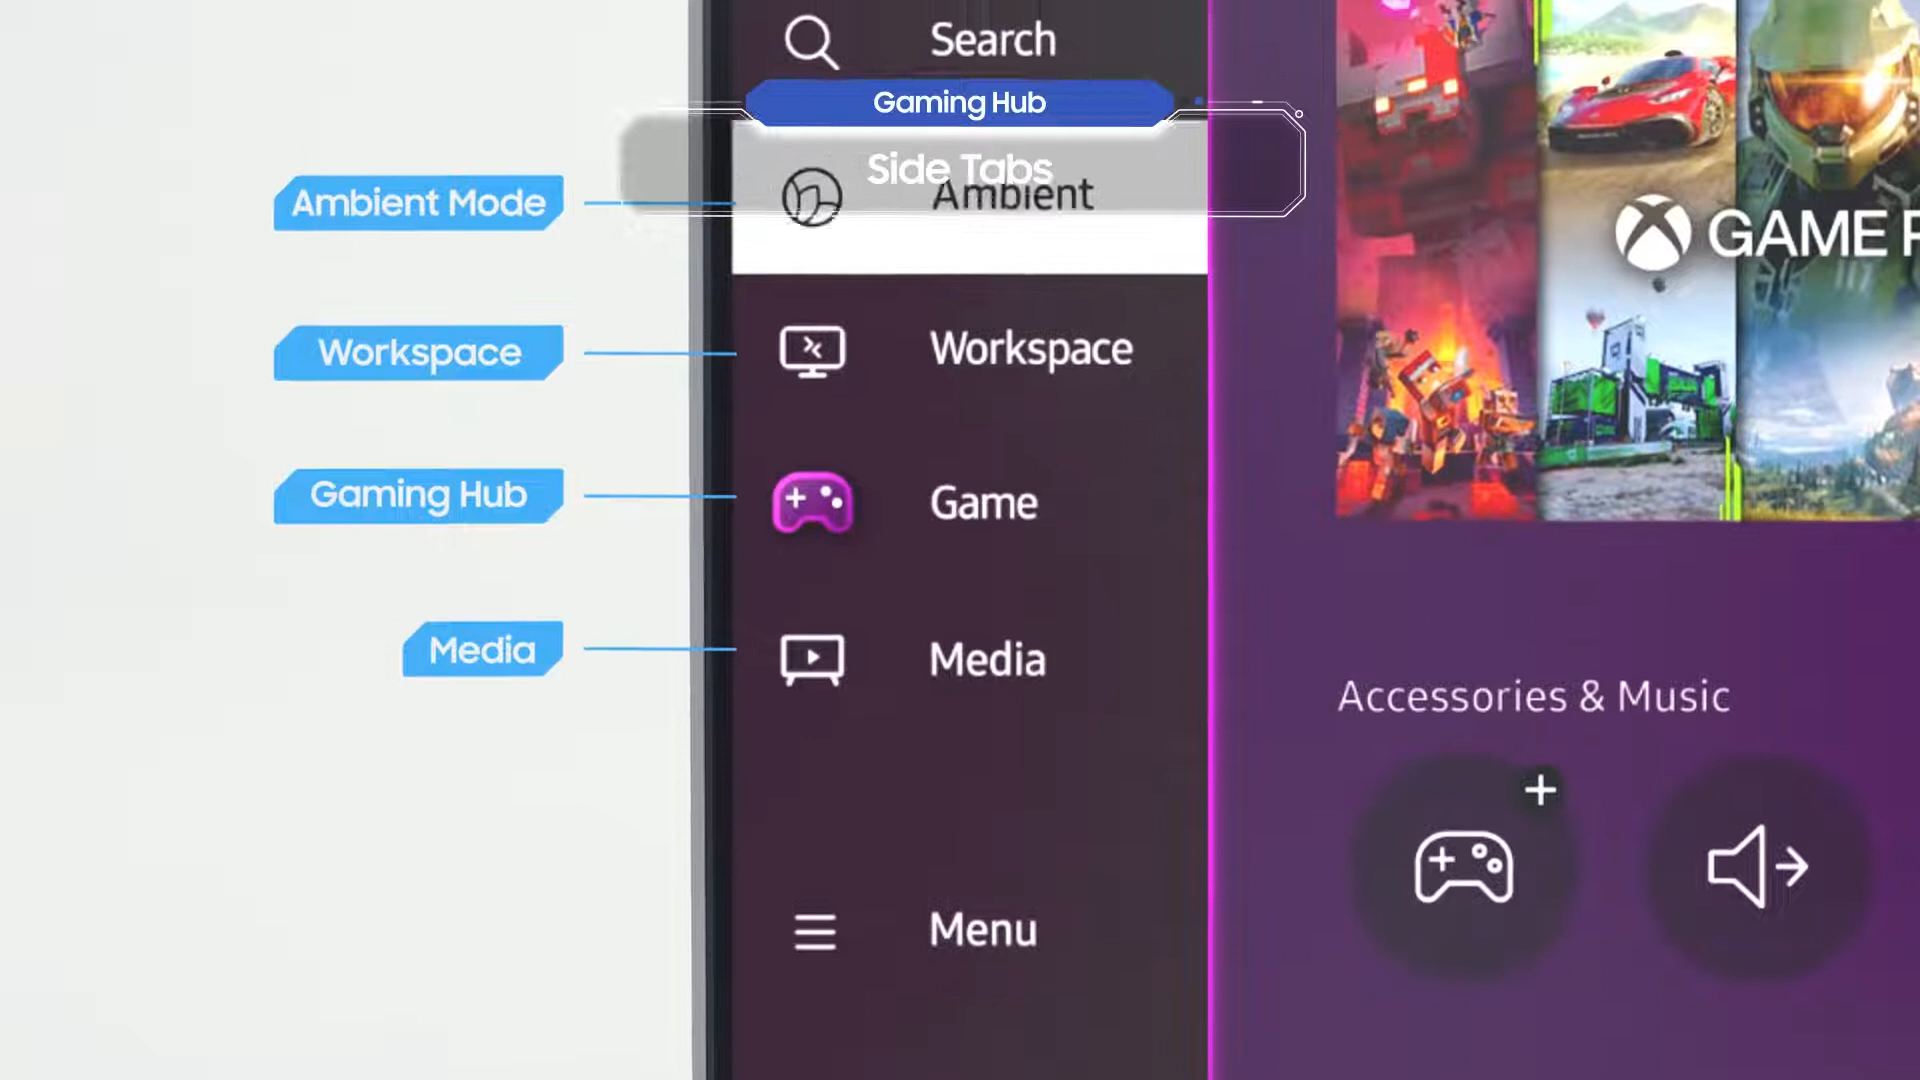 Search
Gaming Hub
Side Tabs
Ambient Mode
Ambient
Workspace
Workspace
Gaming Hub
Game
Media
Media
Menu
GAME P
Accessories & Music